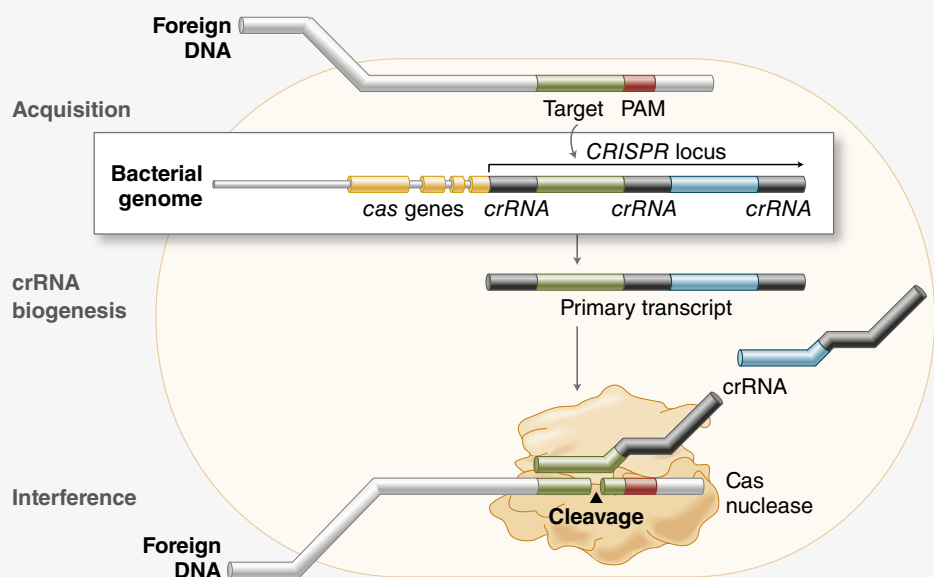 Foreign
DNA
Acquisition
Target PAM
CRISPR locus
Bacterial
genome
cas genes crRNA crRNA crRNA
crRNA
biogenesis
Primary transcript
crRNA
Interference
Cas
nuclease
Cleavage
Foreign
DNA